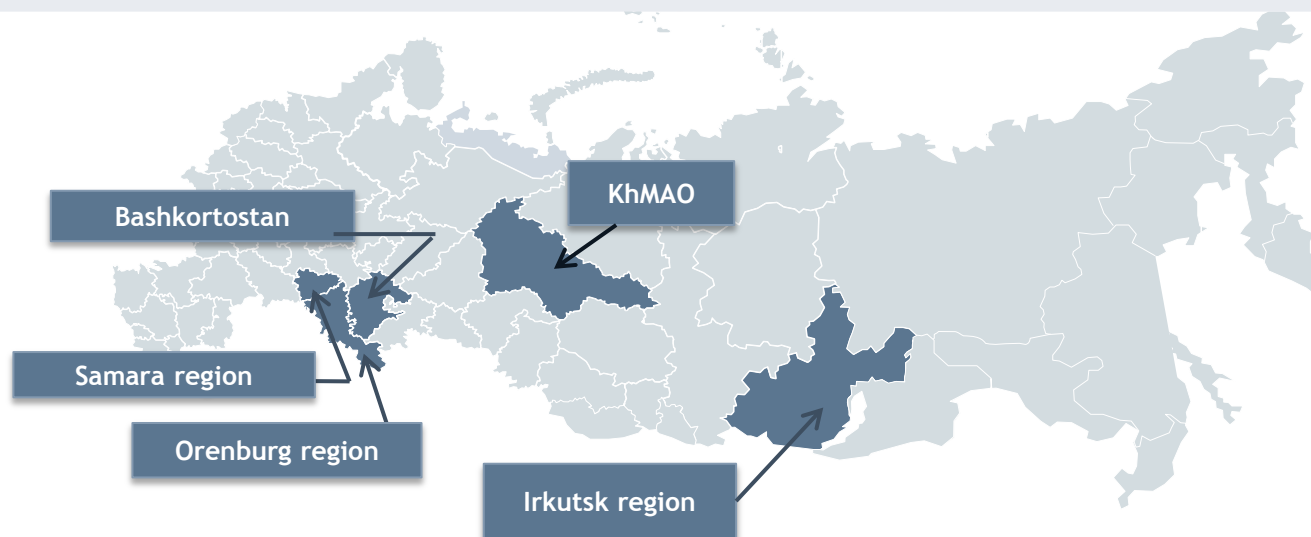 KhMAO
Bashkortostan
Samara region
Orenburg region
Irkutsk region